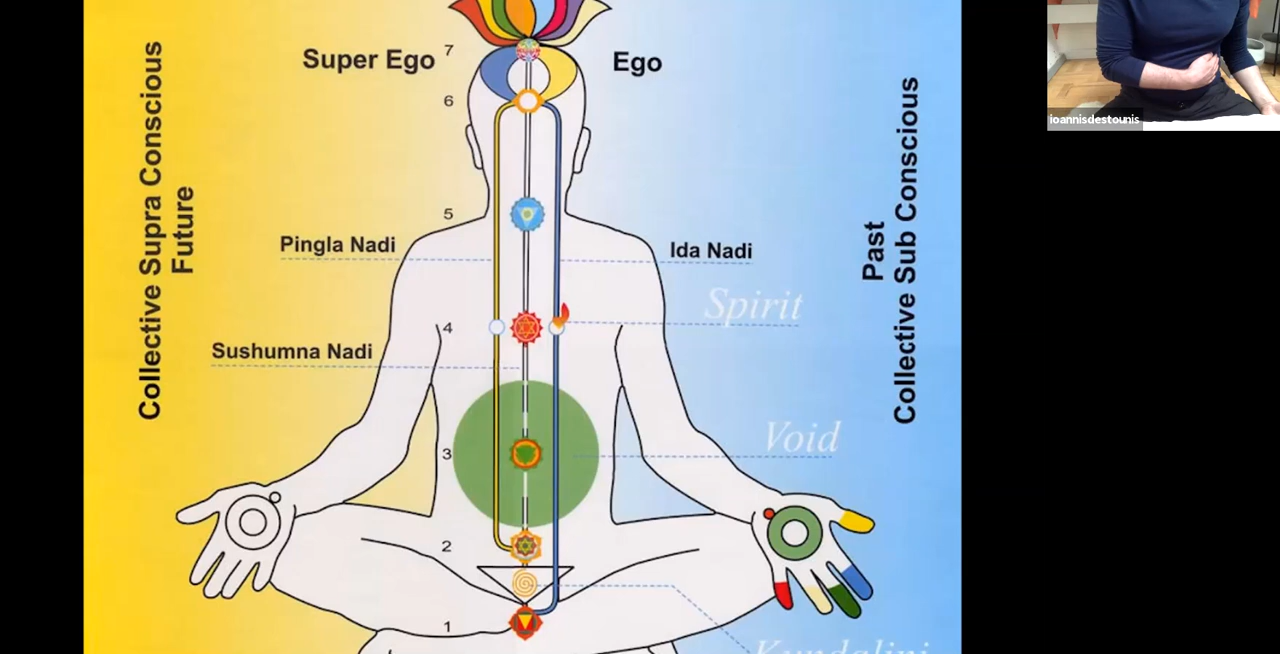 Collective Supra Conscious
Future
Super Ego
Ego
7
6
5
Pingla Nadi
Ida Nadi
Spirit
4
Sushumna Nadi
Void
3
2
1
Kundalini
Past
Collective Sub Conscious
ioannisdestounis